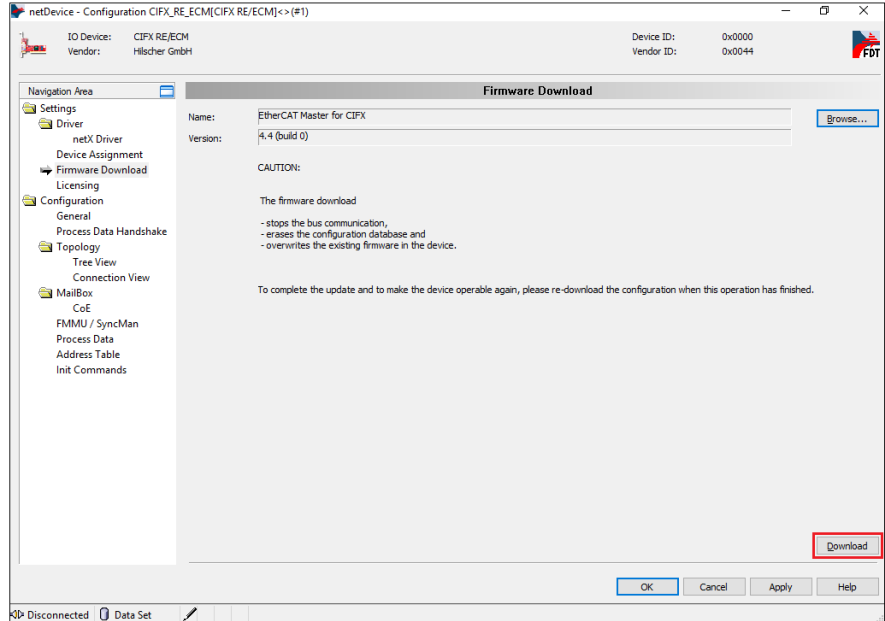 netDevice - Configuration CIFX_RE_ECM[CIFX RE/ECM]<>(#1)
IO Device: CIFX RE/ECM Device ID: 0x0000
Vendor: Hilscher GmbH Vendor ID: 0x0044
FDT
Navigation Area
Settings
Driver
netX Driver
Device Assignment
Firmware Download
Licensing
Configuration
General
Process Data Handshake
Topology
Tree View
Connection View
MailBox
CoE
FMMU / SyncMan
Process Data
Address Table
Init Commands
Firmware Download
Name: EtherCAT Master for CIFX Browse...
Version: 4.4 (build 0)
CAUTION:
The firmware download
- stops the bus communication,
- erases the configuration database and
- overwrites the existing firmware in the device.
To complete the update and to make the device operable again, please re-download the configuration when this operation has finished.
Download
OK Cancel Apply Help
Disconnected Data Set